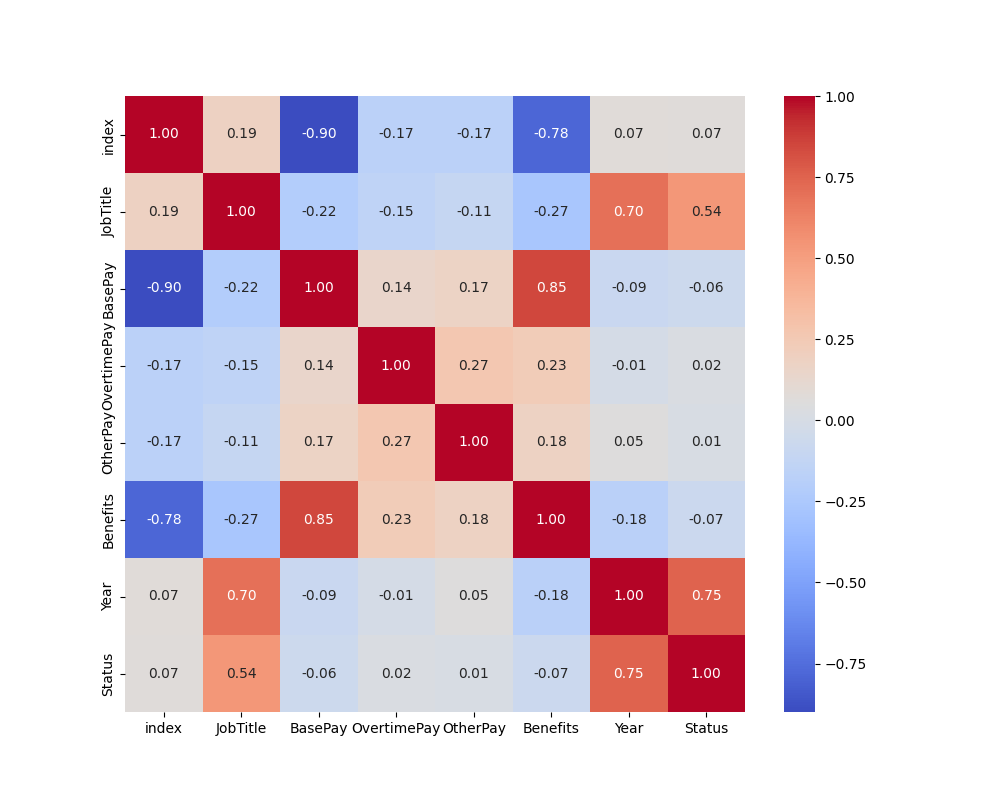 index 1.00 0.19 -0.90 -0.17 -0.17 -0.78 0.07 0.07
JobTitle 0.19 1.00 -0.22 -0.15 -0.11 -0.27 0.70 0.54
BasePay -0.90 -0.22 1.00 0.14 0.17 0.85 -0.09 -0.06
OvertimePay -0.17 -0.15 0.14 1.00 0.27 0.23 -0.01 0.02
OtherPay -0.17 -0.11 0.17 0.27 1.00 0.18 0.05 0.01
Benefits -0.78 -0.27 0.85 0.23 0.18 1.00 -0.18 -0.07
Year 0.07 0.70 -0.09 -0.01 0.05 -0.18 1.00 0.75
Status 0.07 0.54 -0.06 0.02 0.01 -0.07 0.75 1.00
index JobTitle BasePay OvertimePay OtherPay Benefits Year Status
1.00
0.75
0.50
0.25
0.00
−0.25
−0.50
−0.75